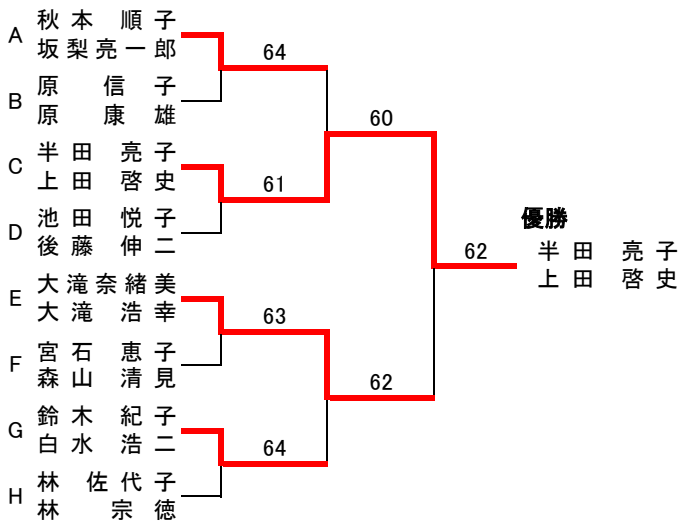 A 秋本 順子
坂梨亮一郎
64
B 原 信子
原 康雄
60
C 半田 亮子
上田 啓史
61
D 池田 悦子
後藤 伸二
優勝
半田 亮子
上田 啓史
62
E 大滝奈緒美
大滝 浩幸
63
F 宮石 恵子
森山 清見
62
G 鈴木 紀子
白水 浩二
64
H 林 佐代子
林 宗徳